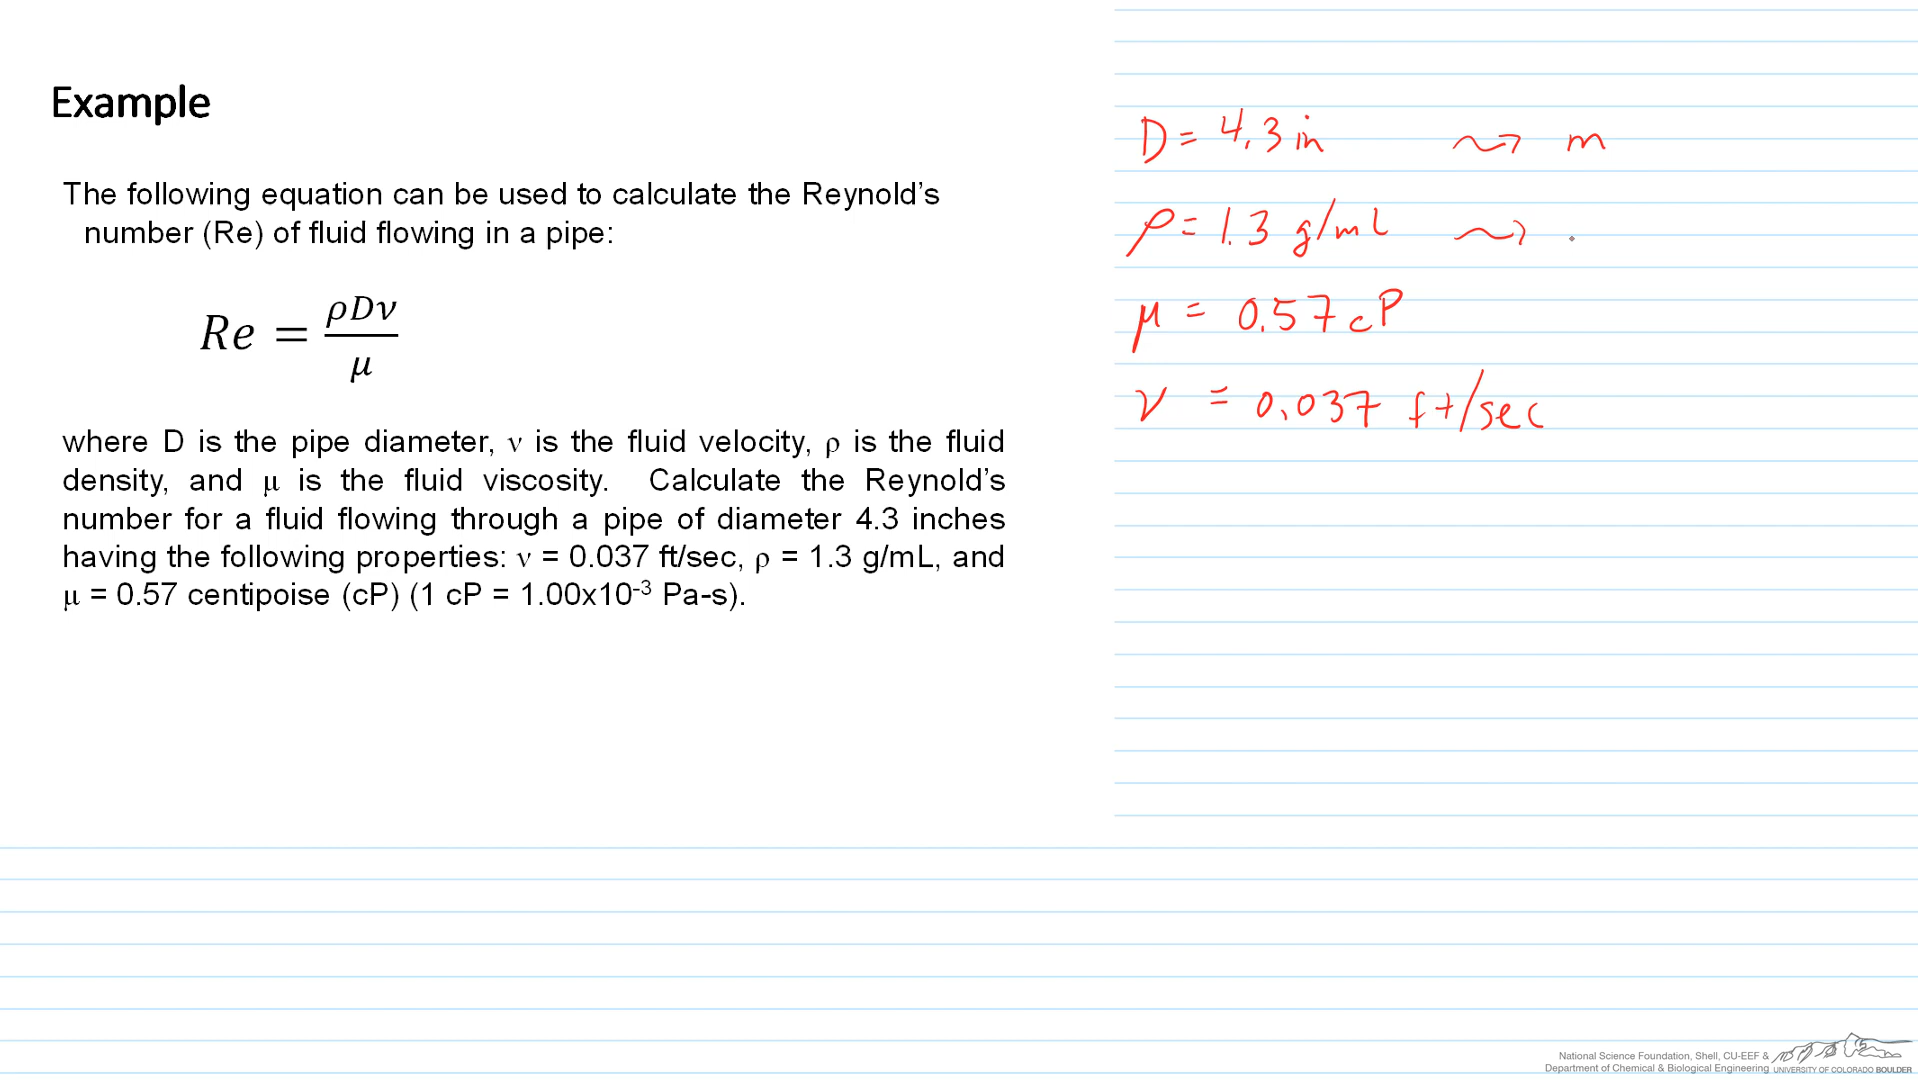 Example
The following equation can be used to calculate the Reynold’s
number (Re) of fluid flowing in a pipe:
Re = ρDν / μ
where D is the pipe diameter, ν is the fluid velocity, ρ is the fluid
density, and μ is the fluid viscosity. Calculate the Reynold’s
number for a fluid flowing through a pipe of diameter 4.3 inches
having the following properties: ν = 0.037 ft/sec, ρ = 1.3 g/mL, and
μ = 0.57 centipoise (cP) (1 cP = 1.00x10⁻³ Pa-s).
D = 4.3 in ⇝ m
ρ = 1.3 g/mL ⇝
μ = 0.57 cP
ν = 0.037 ft/sec
National Science Foundation, Shell, CU-EEF &
Department of Chemical & Biological Engineering
UNIVERSITY OF COLORADO BOULDER